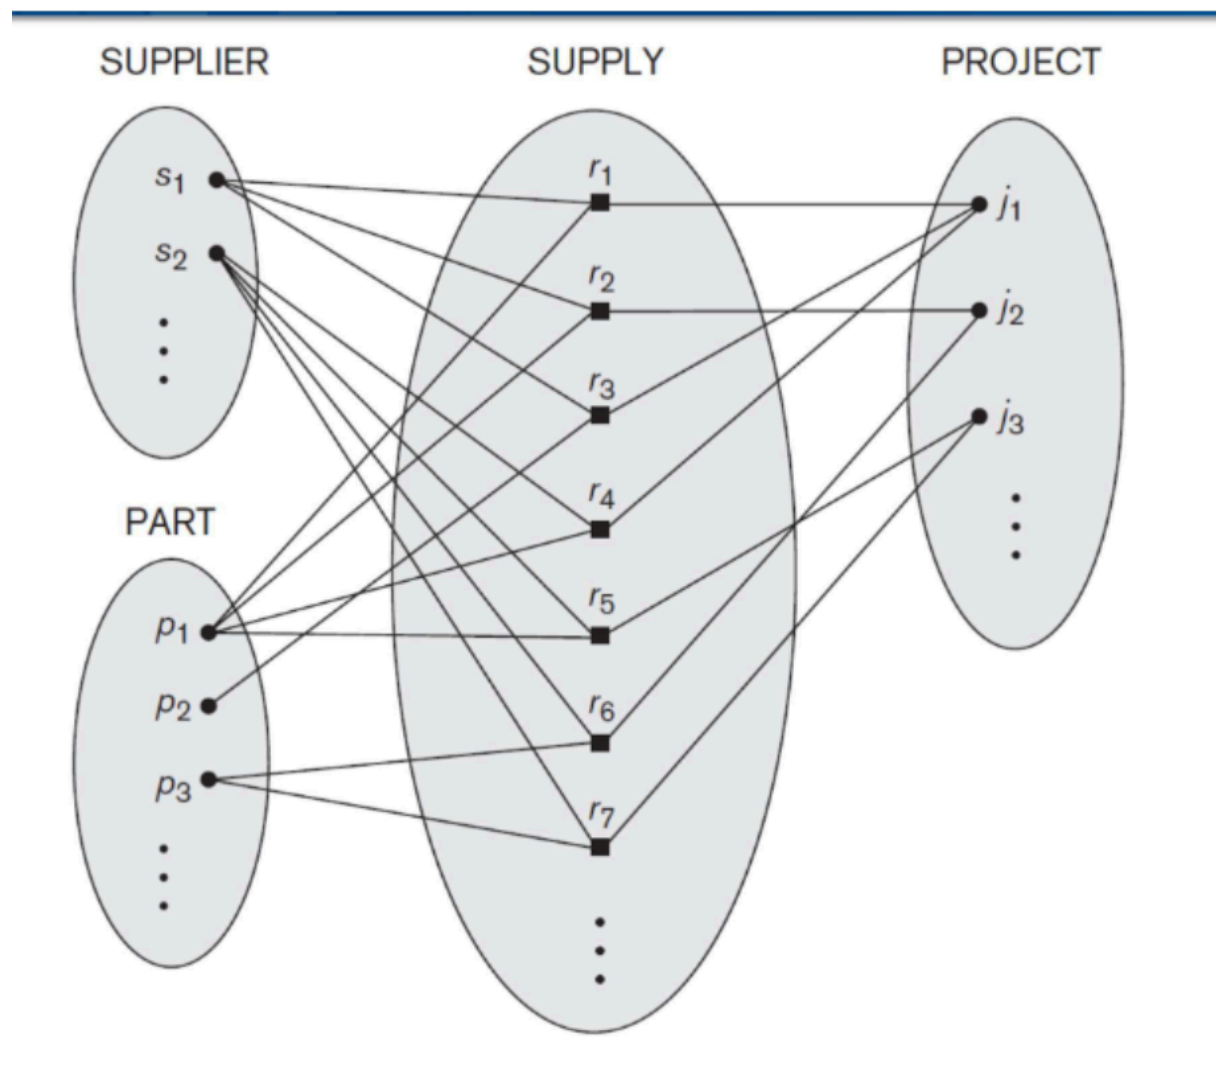 SUPPLIER
SUPPLY
PROJECT
s1
s2
PART
p1
p2
p3
r1
r2
r3
r4
r5
r6
r7
j1
j2
j3